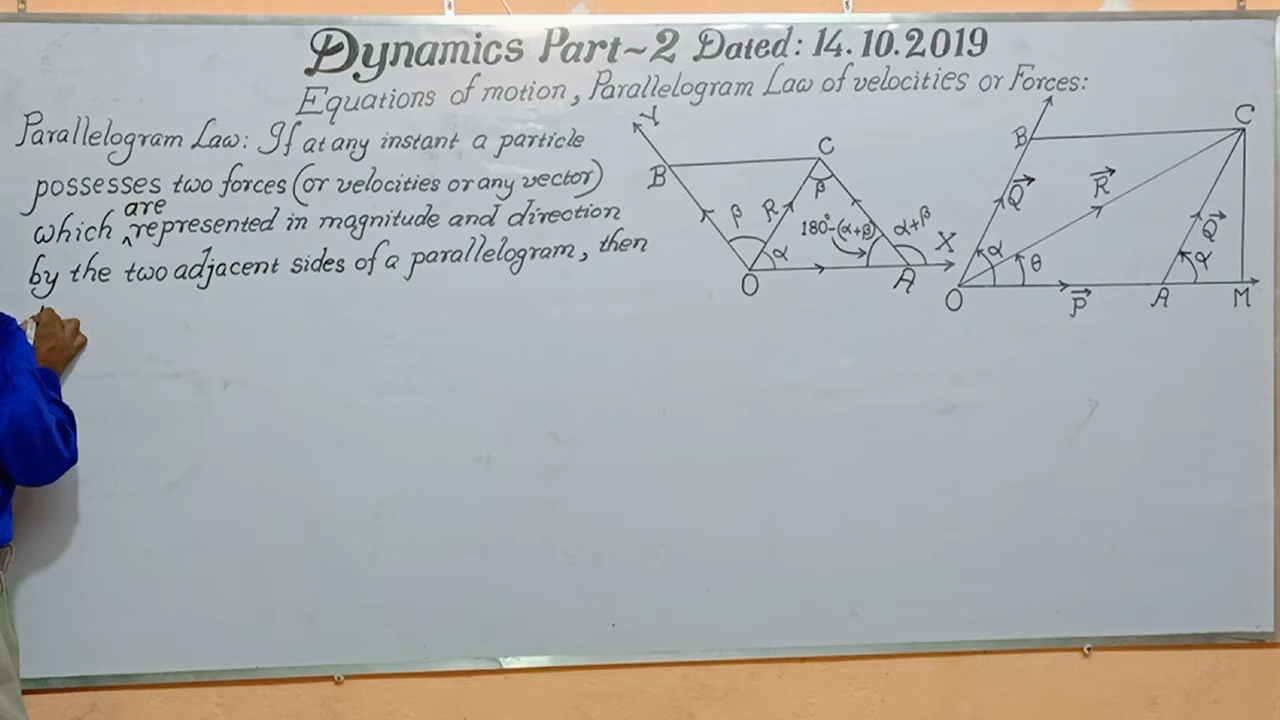 Dynamics Part~2 Dated: 14.10.2019
Equations of motion, Parallelogram Law of velocities or Forces:
Parallelogram Law: If at any instant a particle
possesses two forces (or velocities or any vector)
which ^are represented in magnitude and direction
by the two adjacent sides of a parallelogram, then
Y
B
C
β
β
R
α
180°-(α+β)
α+β
X
O
A
B
C
Q⃗
R⃗
Q⃗
α
θ
α
O
P⃗
A
M